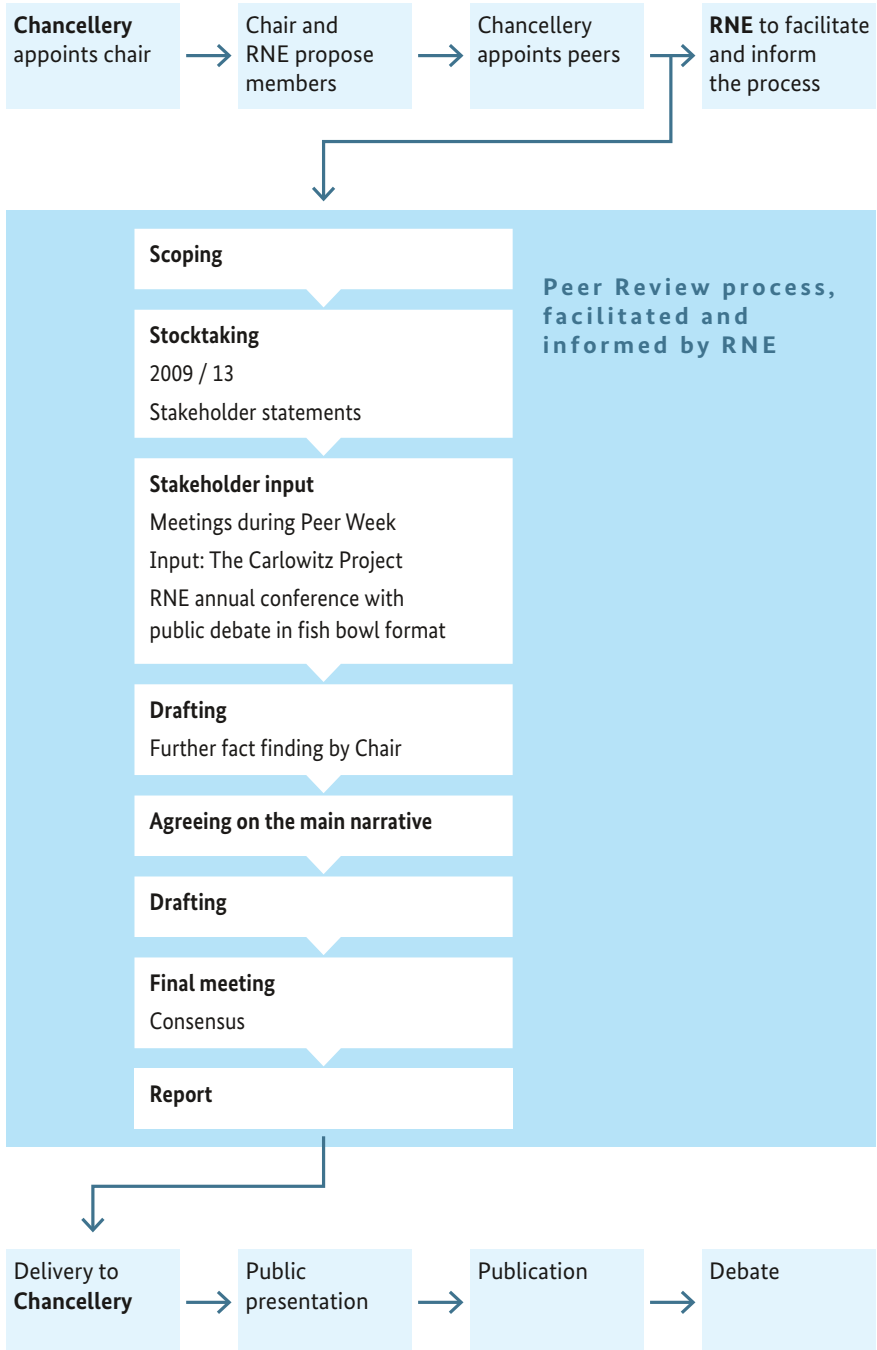 Chancellery
appoints chair
Chair and
RNE propose
members
Chancellery
appoints peers
RNE to facilitate
and inform
the process
Peer Review process,
facilitated and
informed by RNE
Scoping
Stocktaking
2009 / 13
Stakeholder statements
Stakeholder input
Meetings during Peer Week
Input: The Carlowitz Project
RNE annual conference with
public debate in fish bowl format
Drafting
Further fact finding by Chair
Agreeing on the main narrative
Drafting
Final meeting
Consensus
Report
Delivery to
Chancellery
Public
presentation
Publication
Debate